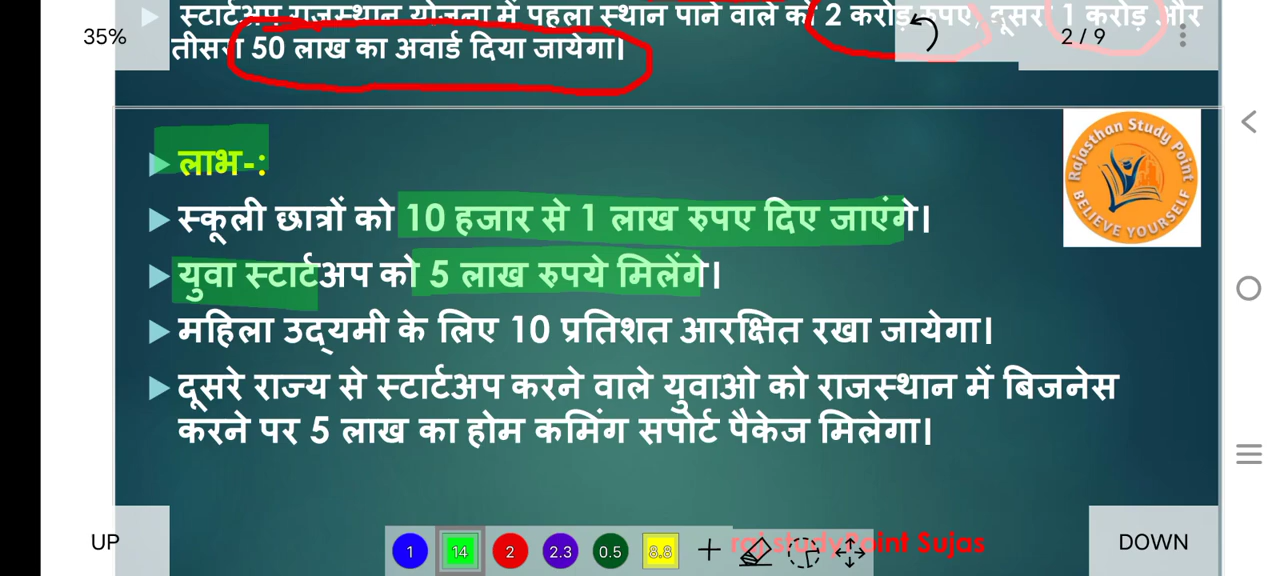 स्टार्टअप राजस्थान योजना में पहला स्थान पाने वाले को 2 करोड़ रुपए, दूसरा 1 करोड़ और
35%
2 / 9
तीसरा 50 लाख का अवार्ड दिया जायेगा।
लाभ-:
Rajasthan Study Point
BELIEVE YOURSELF
स्कूली छात्रों को 10 हजार से 1 लाख रुपए दिए जाएंगे।
युवा स्टार्टअप को 5 लाख रुपये मिलेंगे।
महिला उद्यमी के लिए 10 प्रतिशत आरक्षित रखा जायेगा।
दूसरे राज्य से स्टार्टअप करने वाले युवाओ को राजस्थान में बिजनेस
करने पर 5 लाख का होम कमिंग सपोर्ट पैकेज मिलेगा।
UP
1 14 2 2.3 0.5 8.8
raj studyPoint Sujas
DOWN